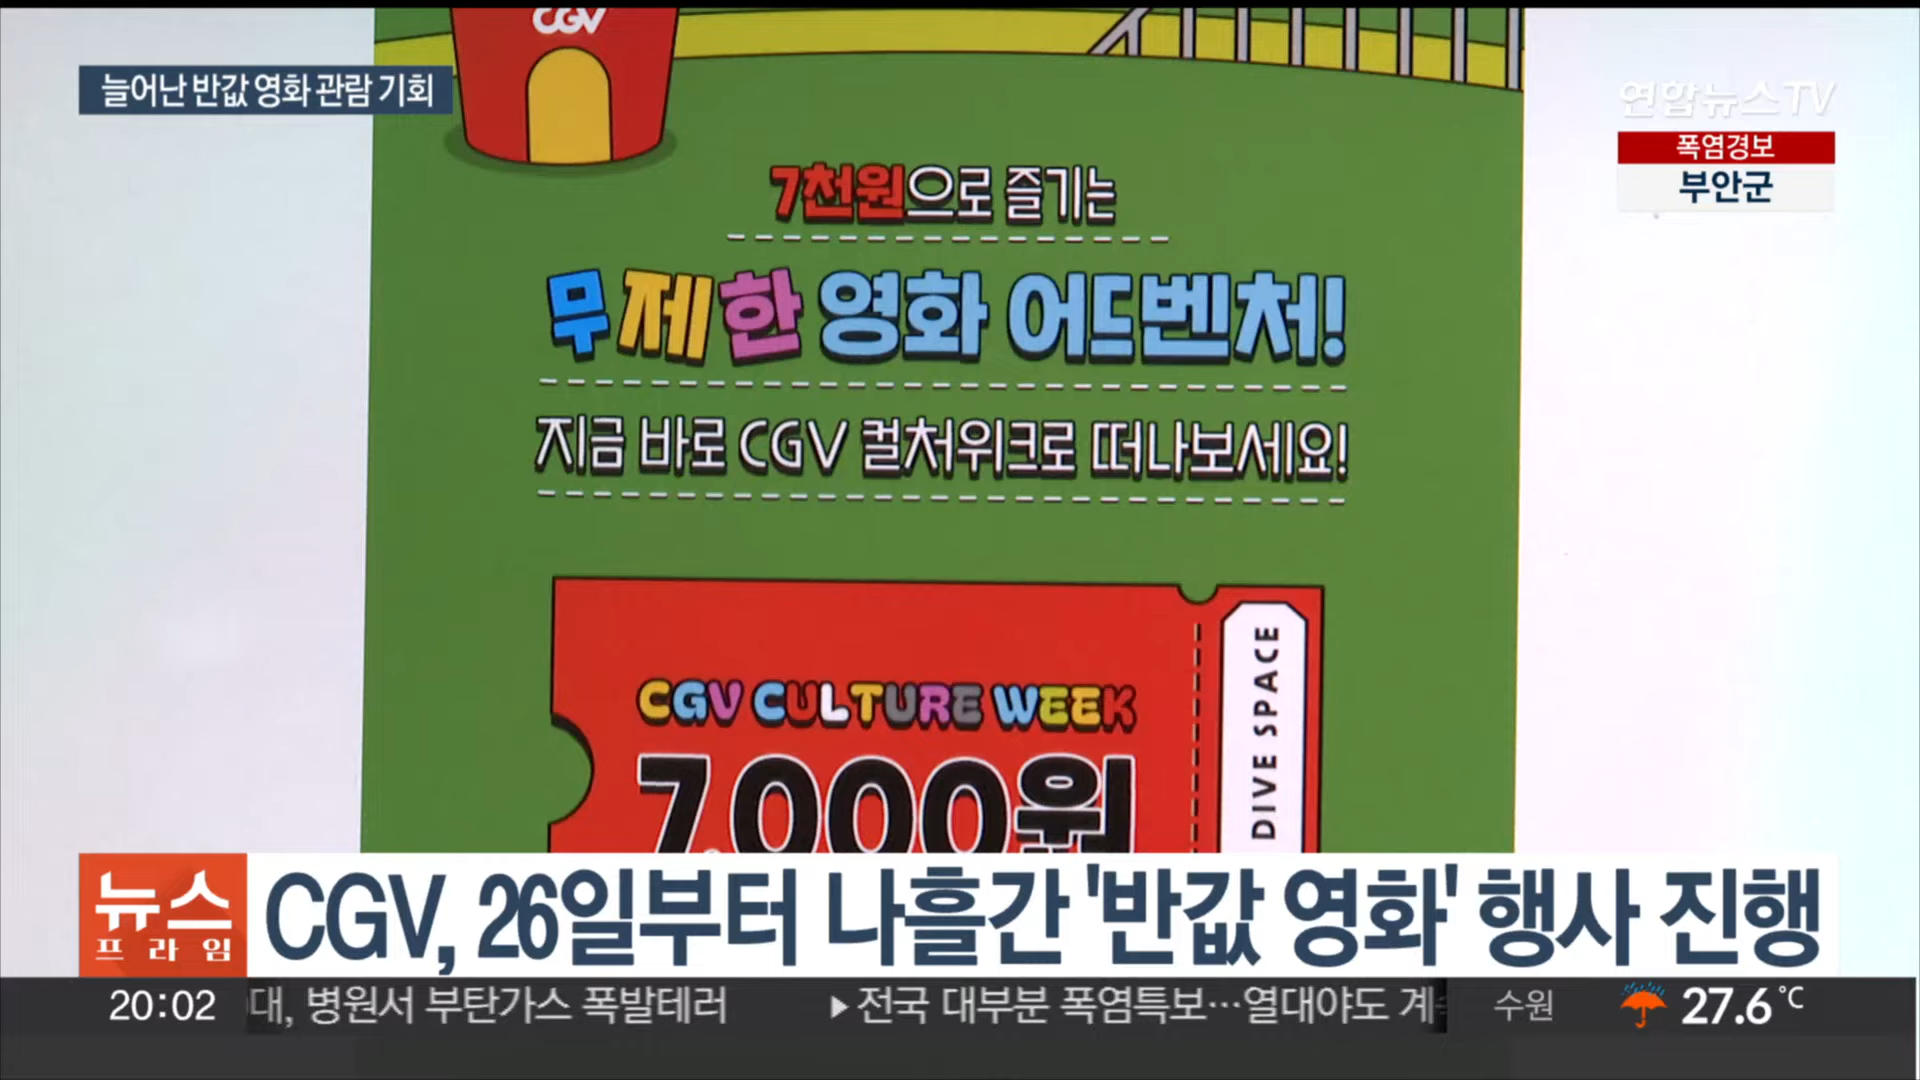 CGV
늘어난 반값 영화 관람 기회
연합뉴스TV
폭염경보
부안군
7천원으로 즐기는
무제한 영화 어드벤처!
지금 바로 CGV 컬처위크로 떠나보세요!
CGV CULTURE WEEK
7,000원
DIVE SPACE
뉴스
프라임
CGV, 26일부터 나흘간 '반값 영화' 행사 진행
20:02
대, 병원서 부탄가스 폭발테러
▶전국 대부분 폭염특보…열대야도
수원
27.6℃